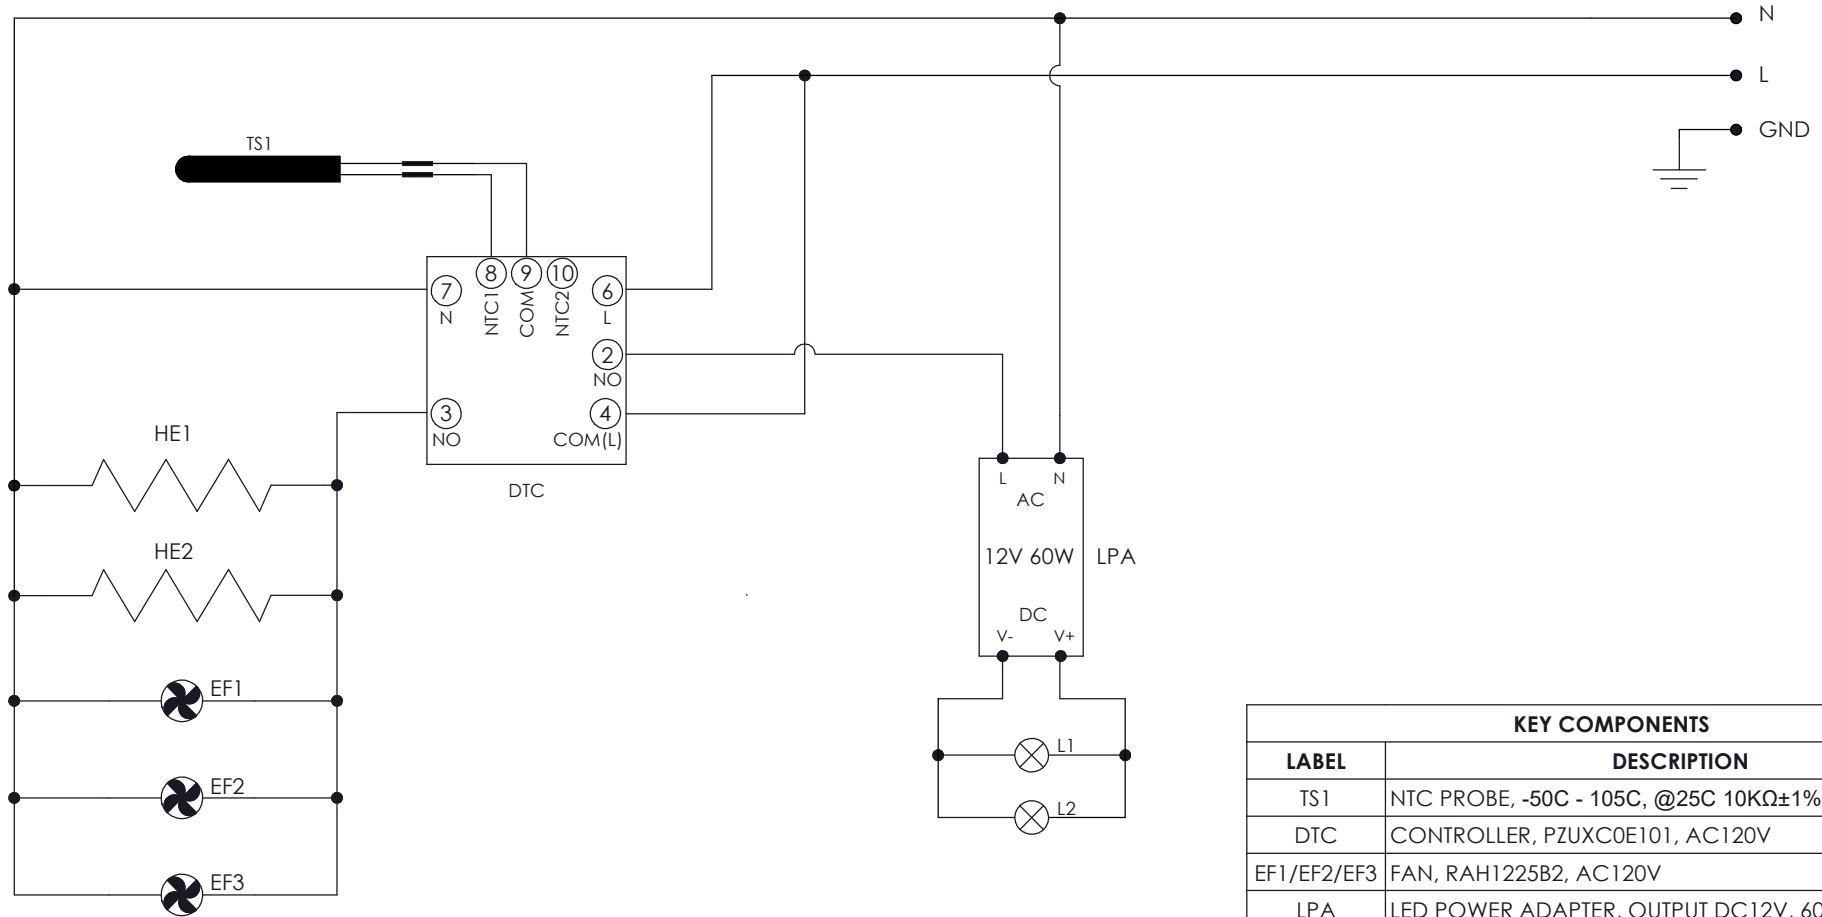 N
L
GND
TS1
8 9 10
7 6
N NTC1 COM NTC2 L
2
NO
3 4
NO COM(L)
DTC
HE1
HE2
EF1
EF2
EF3
L N
AC
12V 60W LPA
DC
V- V+
L1
L2
KEY COMPONENTS
LABEL DESCRIPTION
TS1 NTC PROBE, -50C - 105C, @25C 10KΩ±1%
DTC CONTROLLER, PZUXC0E101, AC120V
EF1/EF2/EF3 FAN, RAH1225B2, AC120V
LPA LED POWER ADAPTER, OUTPUT DC12V, 60